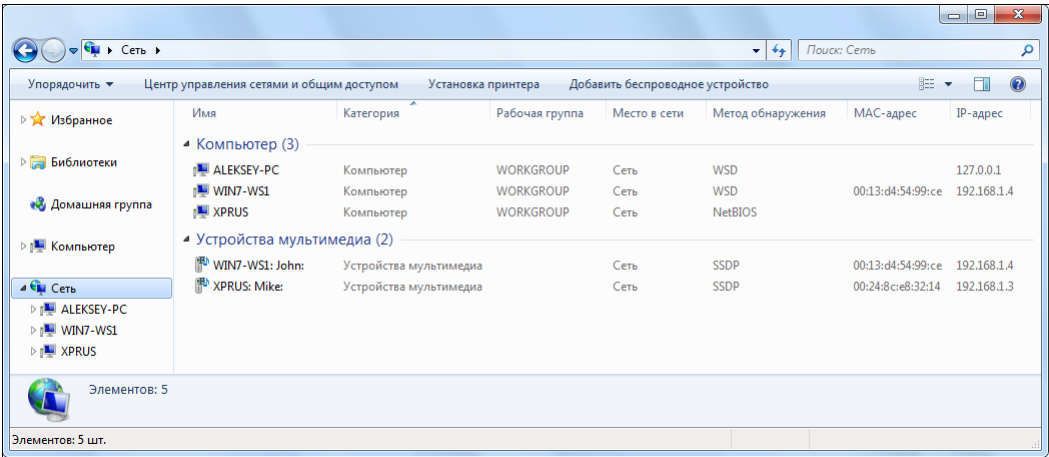 Сеть
Поиск: Сеть
Упорядочить Центр управления сетями и общим доступом Установка принтера Добавить беспроводное устройство
Избранное
Библиотеки
Домашняя группа
Компьютер
Сеть
ALEKSEY-PC
WIN7-WS1
XPRUS
Имя Категория Рабочая группа Место в сети Метод обнаружения MAC-адрес IP-адрес
Компьютер (3)
ALEKSEY-PC Компьютер WORKGROUP Сеть WSD 127.0.0.1
WIN7-WS1 Компьютер WORKGROUP Сеть WSD 00:13:d4:54:99:ce 192.168.1.4
XPRUS Компьютер WORKGROUP Сеть NetBIOS
Устройства мультимедиа (2)
WIN7-WS1: John: Устройства мультимедиа Сеть SSDP 00:13:d4:54:99:ce 192.168.1.4
XPRUS: Mike: Устройства мультимедиа Сеть SSDP 00:24:8c:e8:32:14 192.168.1.3
Элементов: 5
Элементов: 5 шт.